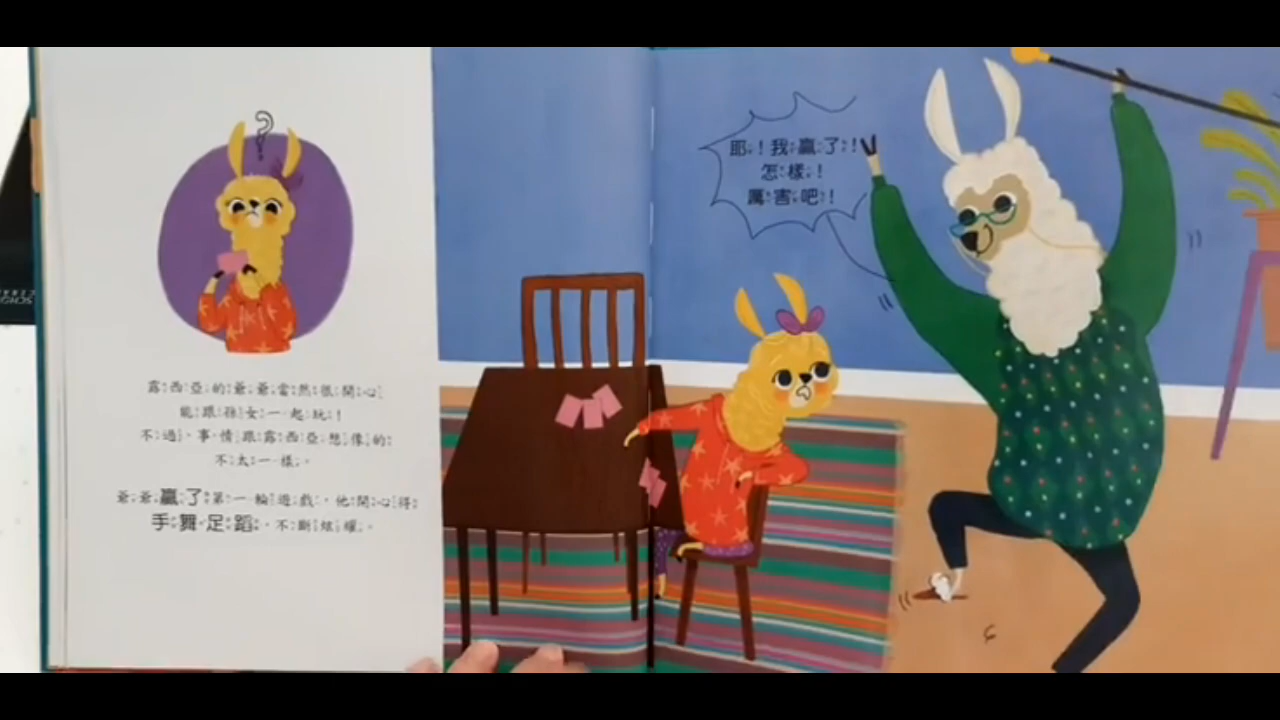 露西亞的爺爺當然很開心
能跟孫女一起玩！
不過，事情跟露西亞想像的
不太一樣。
爺爺贏了第一輪遊戲，他開心得
手舞足蹈，不斷炫耀。
耶！我贏了！
怎樣！
厲害吧！